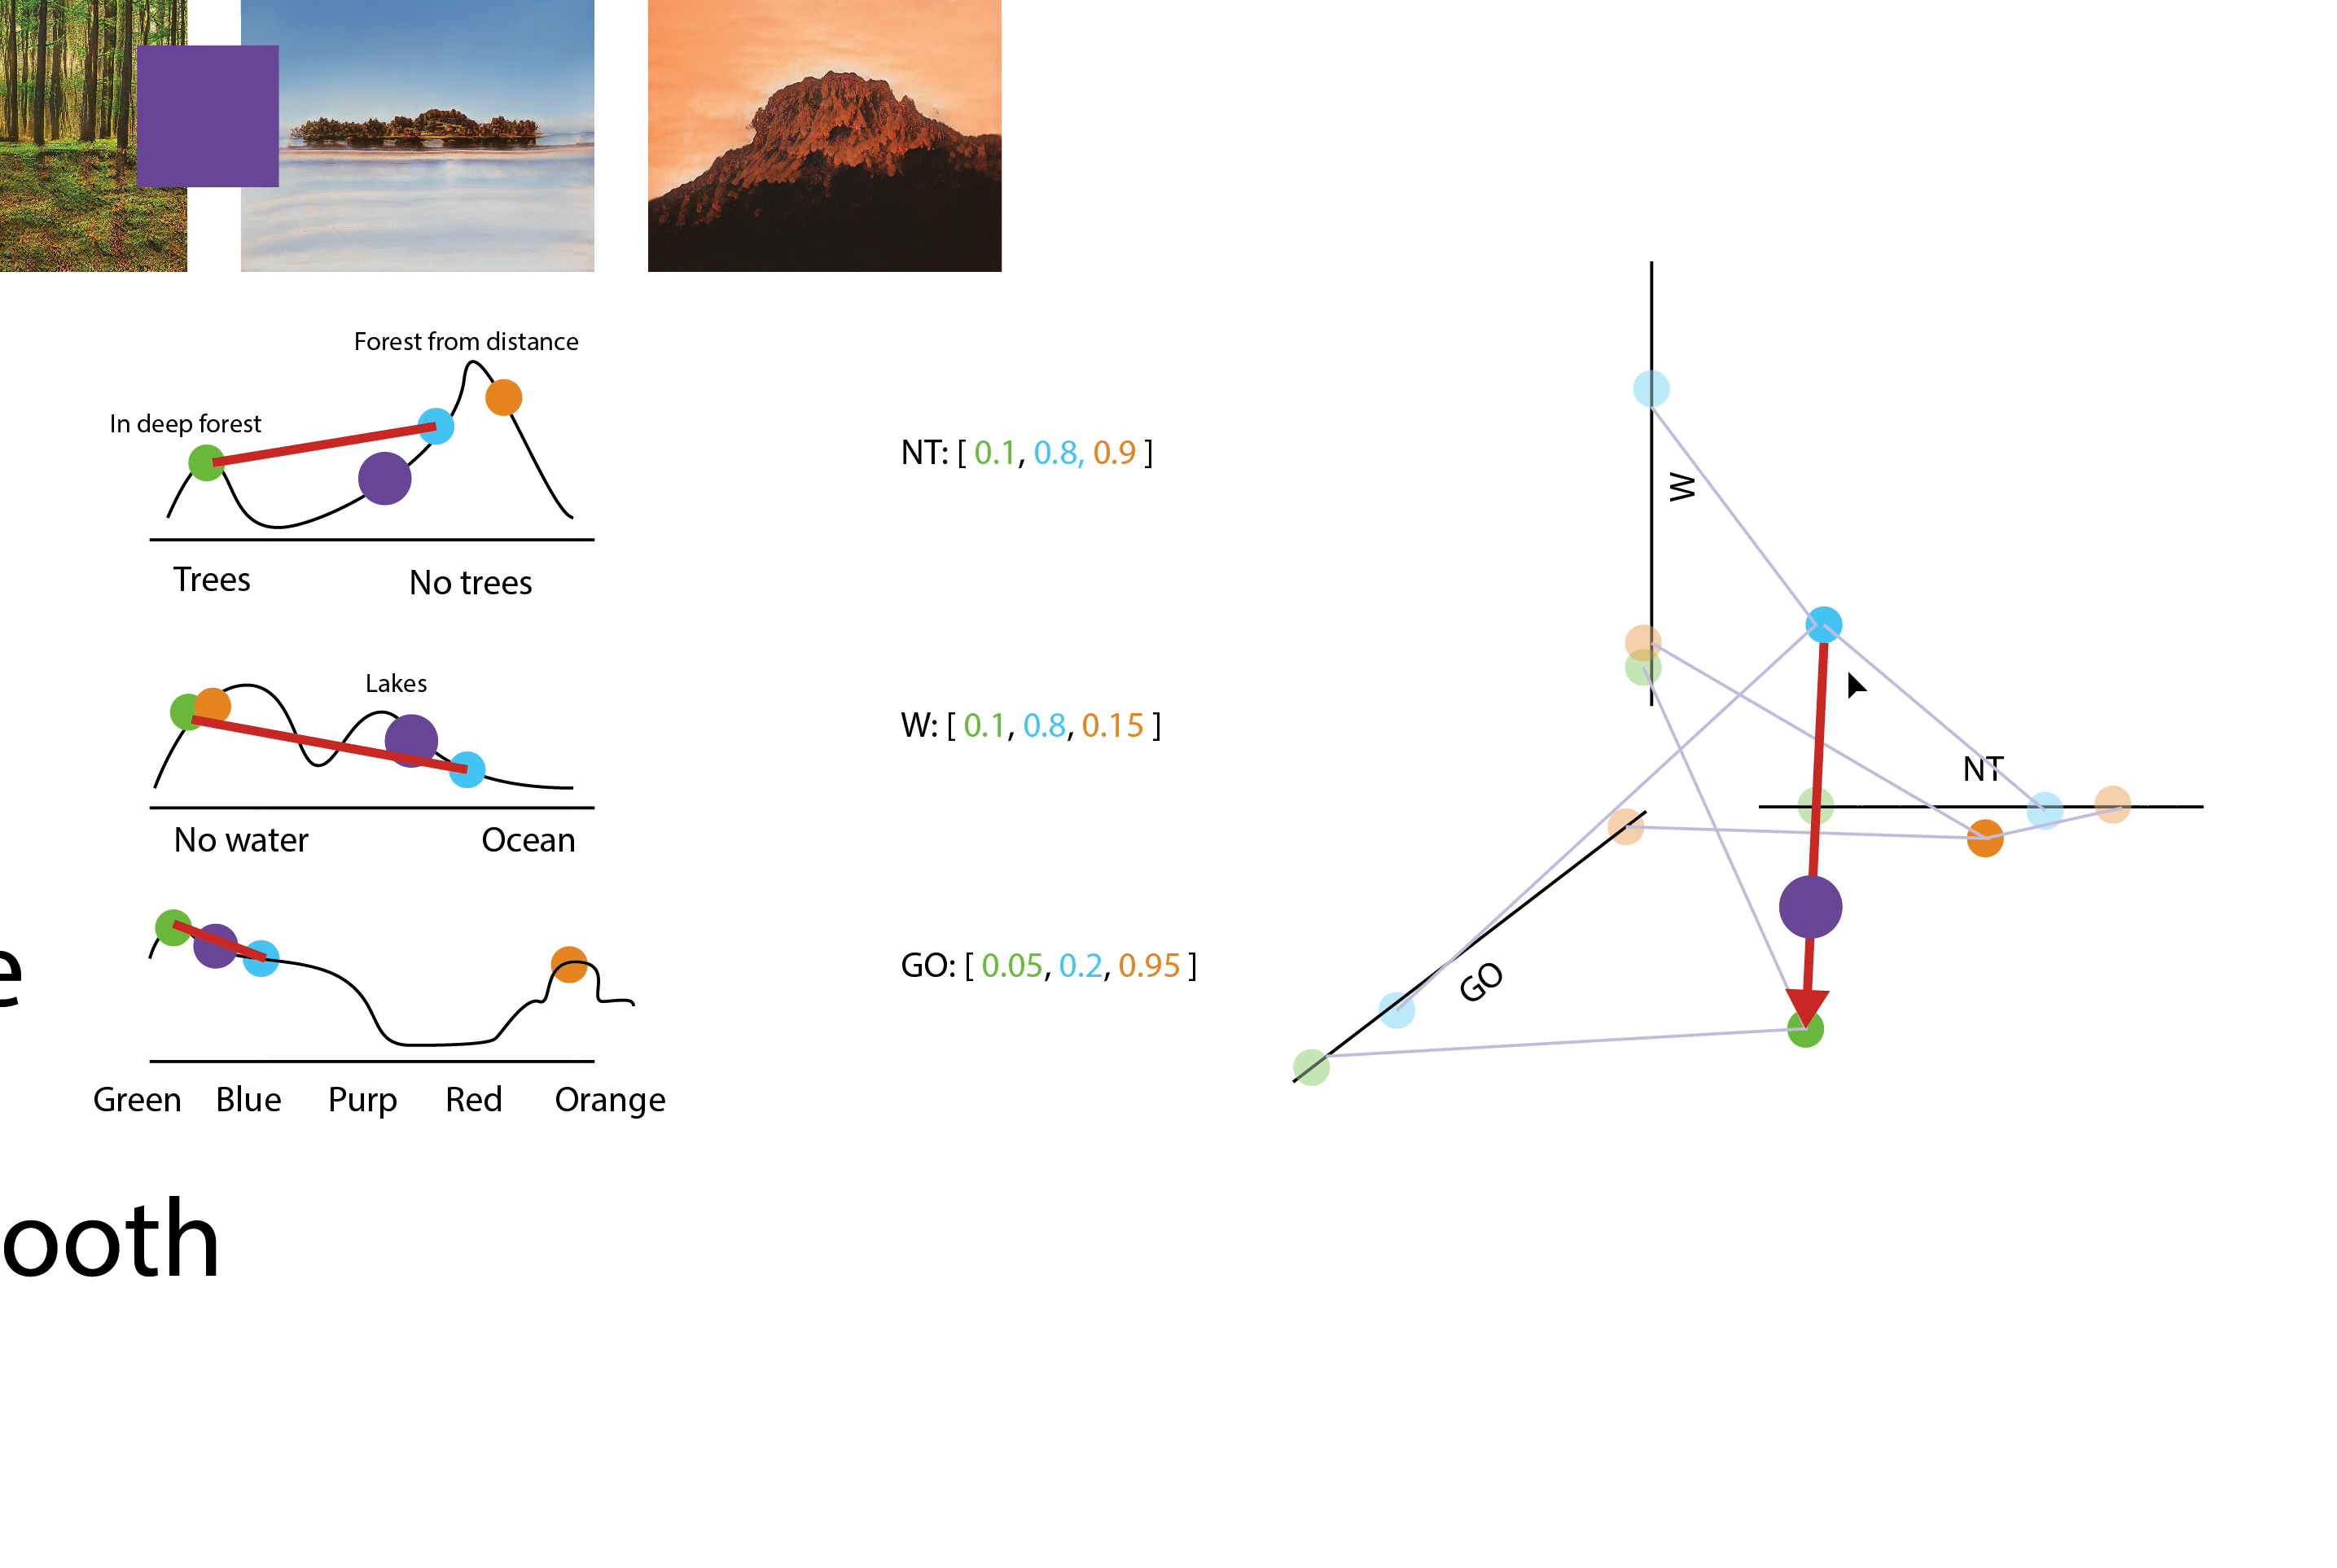 Forest from distance
In deep forest
NT: [ 0.1, 0.8, 0.9 ]
W
Trees
No trees
Lakes
W: [ 0.1, 0.8, 0.15 ]
NT
No water
Ocean
e
GO: [ 0.05, 0.2, 0.95 ]
GO
Green
Blue
Purp
Red
Orange
ooth